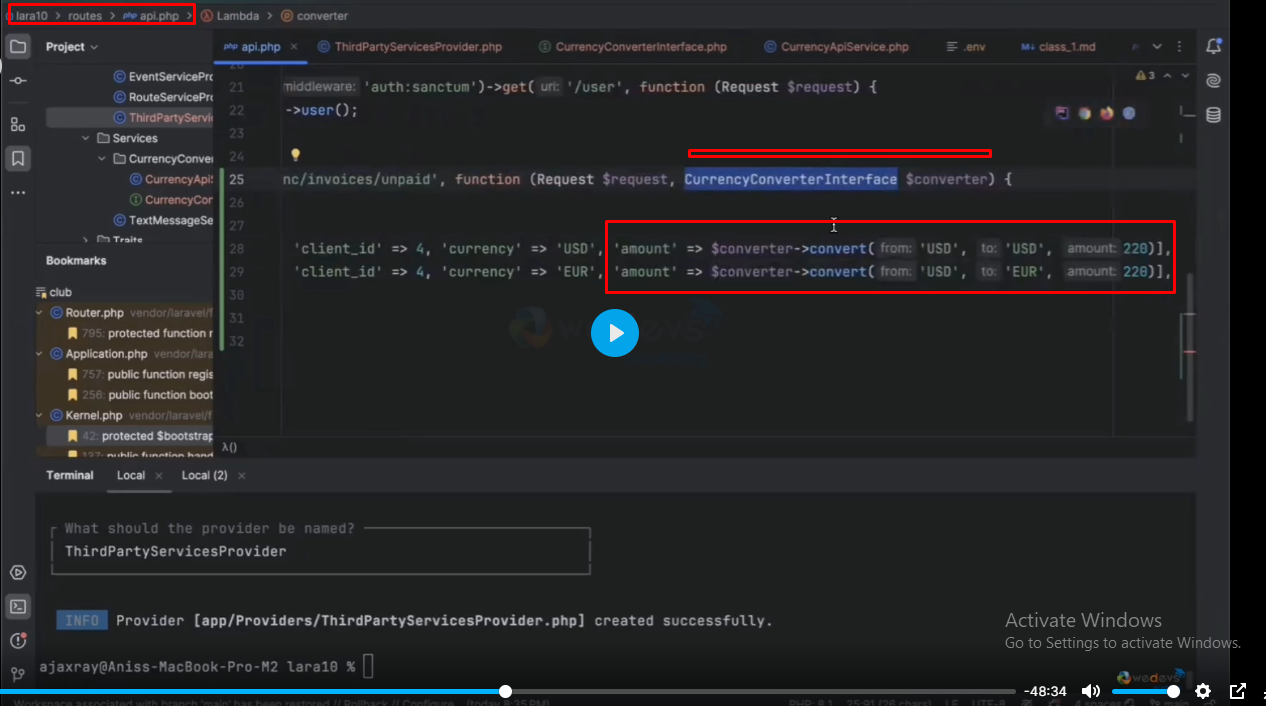 lara10 > routes > php api.php > Lambda > converter
Project
php api.php × ThirdPartyServicesProvider.php CurrencyConverterInterface.php CurrencyApiService.php .env M↓ class_1.md
EventServicePro
RouteServicePro
ThirdPartyServi
Services
CurrencyConver
CurrencyApiS
CurrencyCor
TextMessageSe
Traits
3
21 middleware: 'auth:sanctum')->get( uri: '/user', function (Request $request) {
22 ->user();
23
24
25 nc/invoices/unpaid', function (Request $request, CurrencyConverterInterface $converter) {
26
27
28 'client_id' => 4, 'currency' => 'USD', 'amount' => $converter->convert( from: 'USD', to: 'USD', amount: 220)],
29 'client_id' => 4, 'currency' => 'EUR', 'amount' => $converter->convert( from: 'USD', to: 'EUR', amount: 220)],
30
31
32
λ()
Bookmarks
club
Router.php vendor/laravel/f
795: protected function r
Application.php vendor/lara
757: public function regis
256: public function boot
Kernel.php vendor/laravel/f
42: protected $bootstrap
137: public function hand
wedevs
Terminal Local × Local (2) ×
What should the provider be named?
ThirdPartyServicesProvider
INFO Provider [app/Providers/ThirdPartyServicesProvider.php] created successfully.
ajaxray@Aniss-MacBook-Pro-M2 lara10 %
Activate Windows
Go to Settings to activate Windows.
wedevs
-48:34